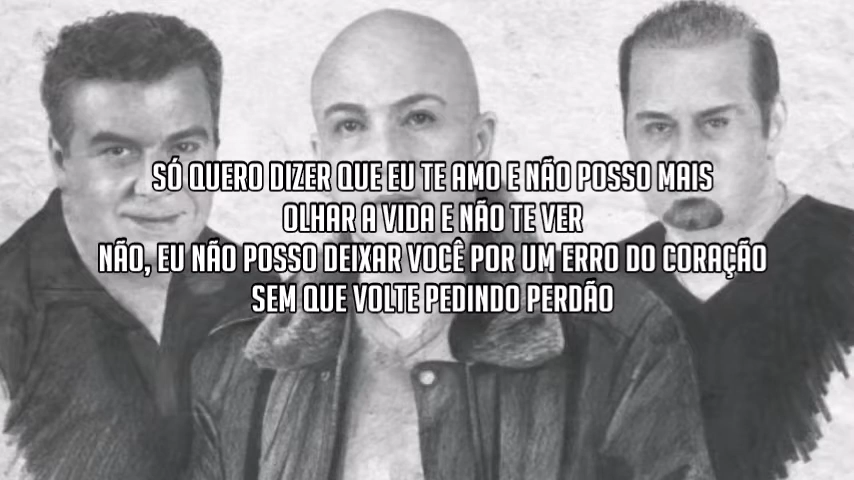 SÓ QUERO DIZER QUE EU TE AMO E NÃO POSSO MAIS
OLHAR A VIDA E NÃO TE VER
NÃO, EU NÃO POSSO DEIXAR VOCÊ POR UM ERRO DO CORAÇÃO
SEM QUE VOLTE PEDINDO PERDÃO